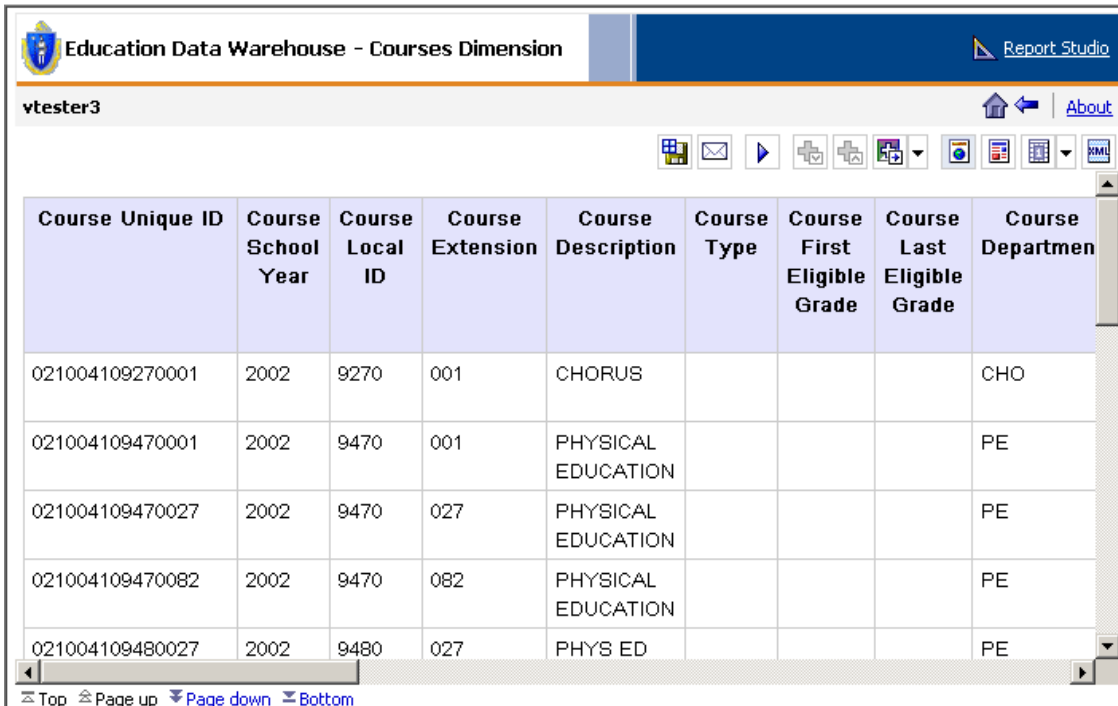 Education Data Warehouse - Courses Dimension
Report Studio
vtester3
About
XML
Course Unique ID Course School Year Course Local ID Course Extension Course Description Course Type Course First Eligible Grade Course Last Eligible Grade Course Departmen
021004109270001 2002 9270 001 CHORUS CHO
021004109470001 2002 9470 001 PHYSICAL EDUCATION PE
021004109470027 2002 9470 027 PHYSICAL EDUCATION PE
021004109470082 2002 9470 082 PHYSICAL EDUCATION PE
021004109480027 2002 9480 027 PHYS ED PE
Top Page up Page down Bottom